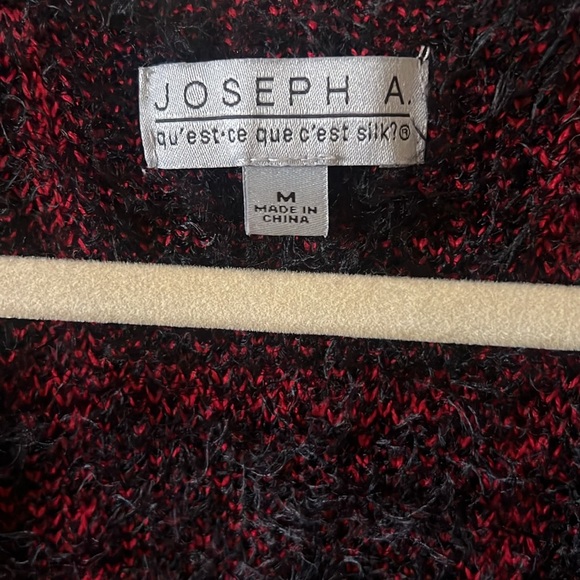 JOSEPH A.
qu'est-ce que c'est silk?®
M
MADE IN
CHINA